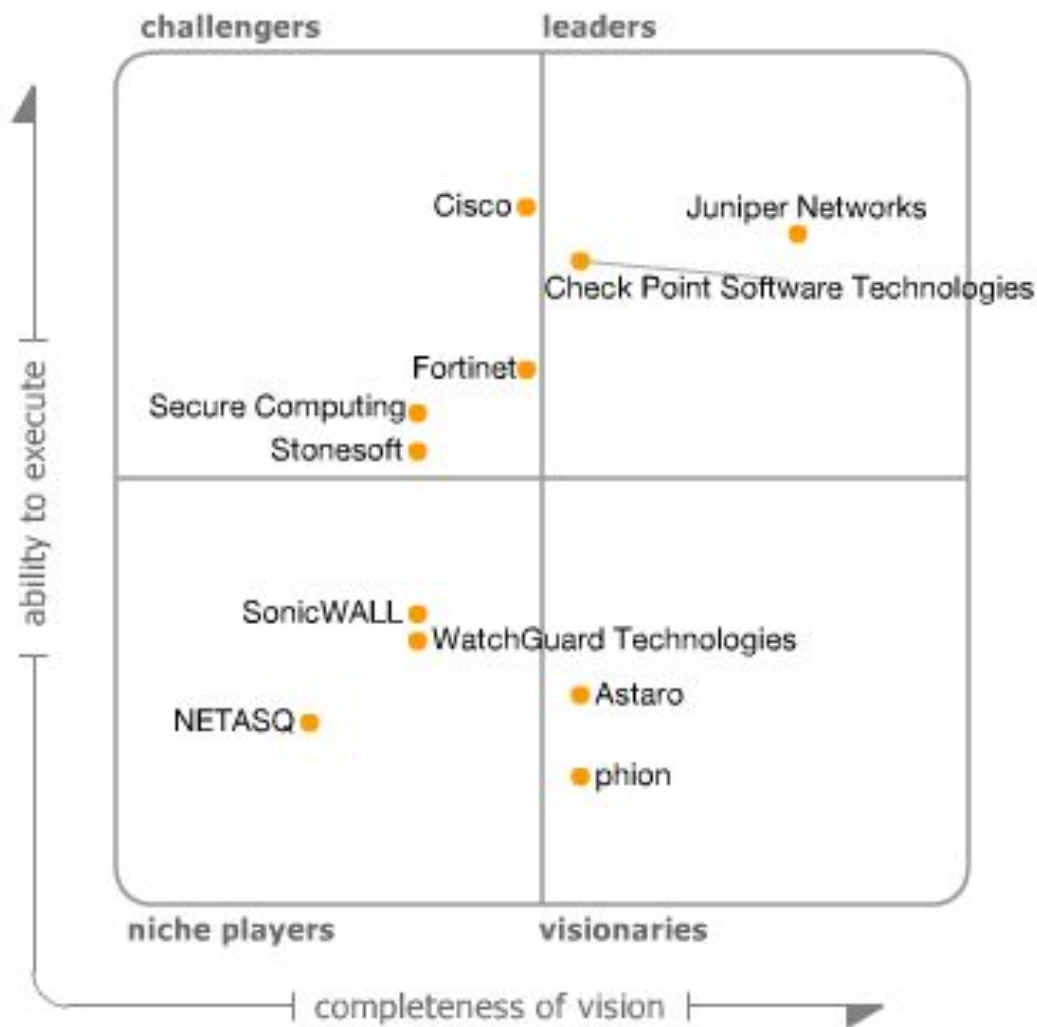 challengers
leaders
Cisco
Juniper Networks
Check Point Software Technologies
Fortinet
Secure Computing
Stonesoft
ability to execute
SonicWALL
WatchGuard Technologies
Astaro
NETASQ
phion
niche players
visionaries
completeness of vision